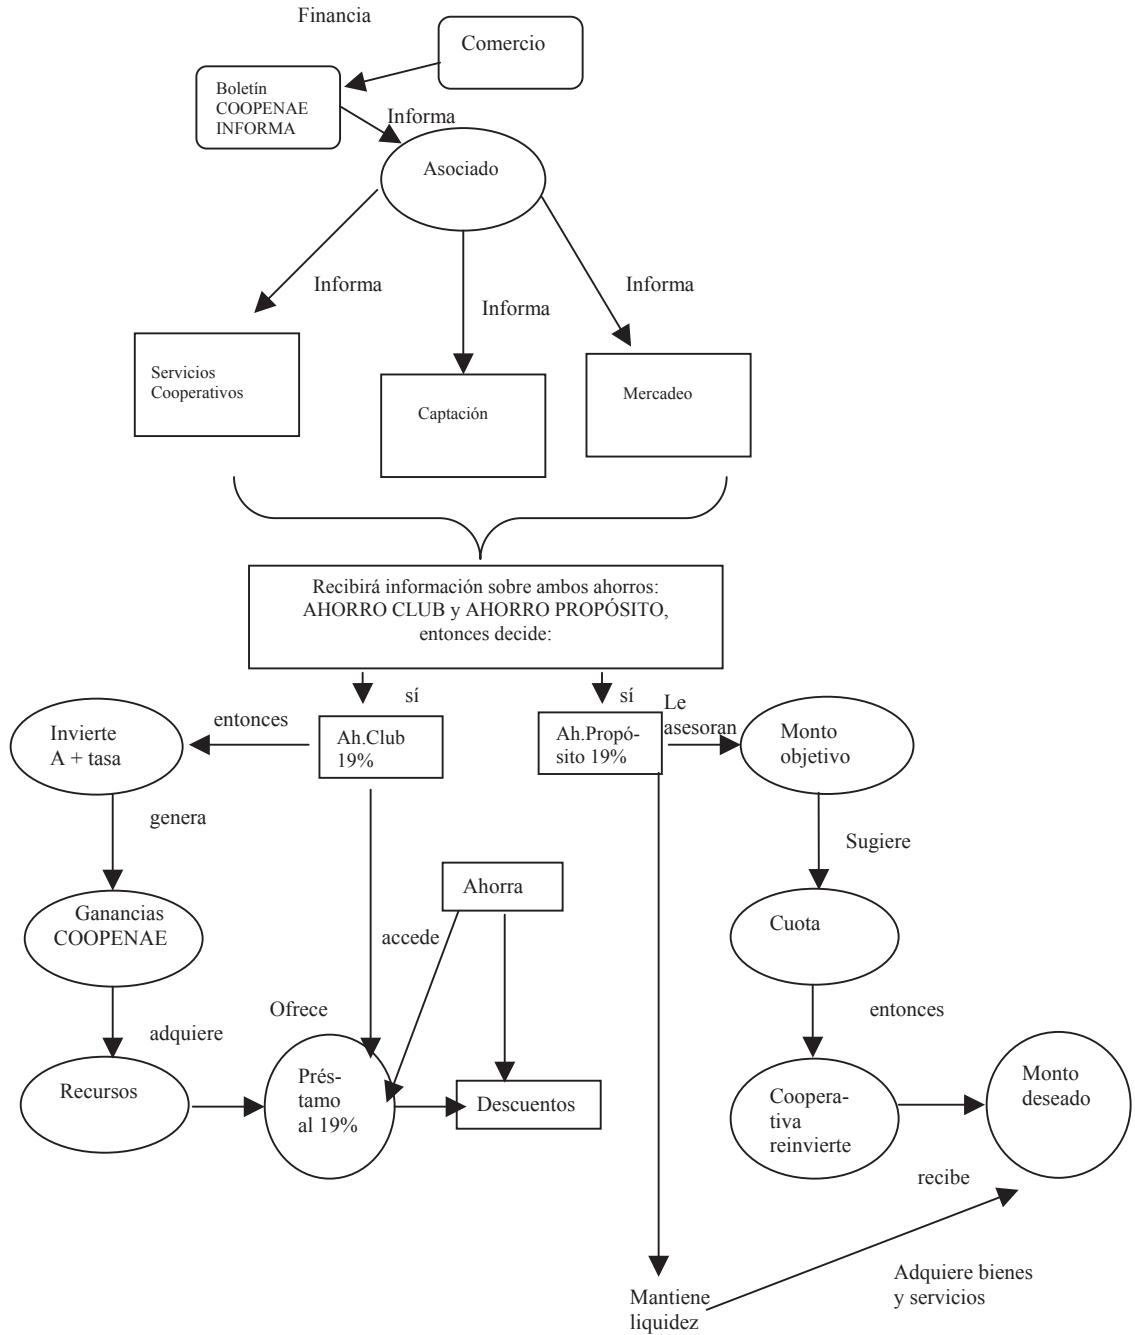 Financia
Comercio
Boletín
COOPENAE
INFORMA
Informa
Asociado
Informa
Informa
Informa
Servicios
Cooperativos
Captación
Mercadeo
Recibirá información sobre ambos ahorros:
AHORRO CLUB y AHORRO PROPÓSITO,
entonces decide:
sí
sí
Le
asesoran
entonces
Invierte
A + tasa
Ah.Club
19%
Ah.Propó-
sito 19%
Monto
objetivo
genera
Sugiere
Ahorra
Ganancias
COOPENAE
accede
Cuota
Ofrece
adquiere
entonces
Recursos
Prés-
tamo
al 19%
Descuentos
Coopera-
tiva
reinvierte
Monto
deseado
recibe
Adquiere bienes
y servicios
Mantiene
liquidez